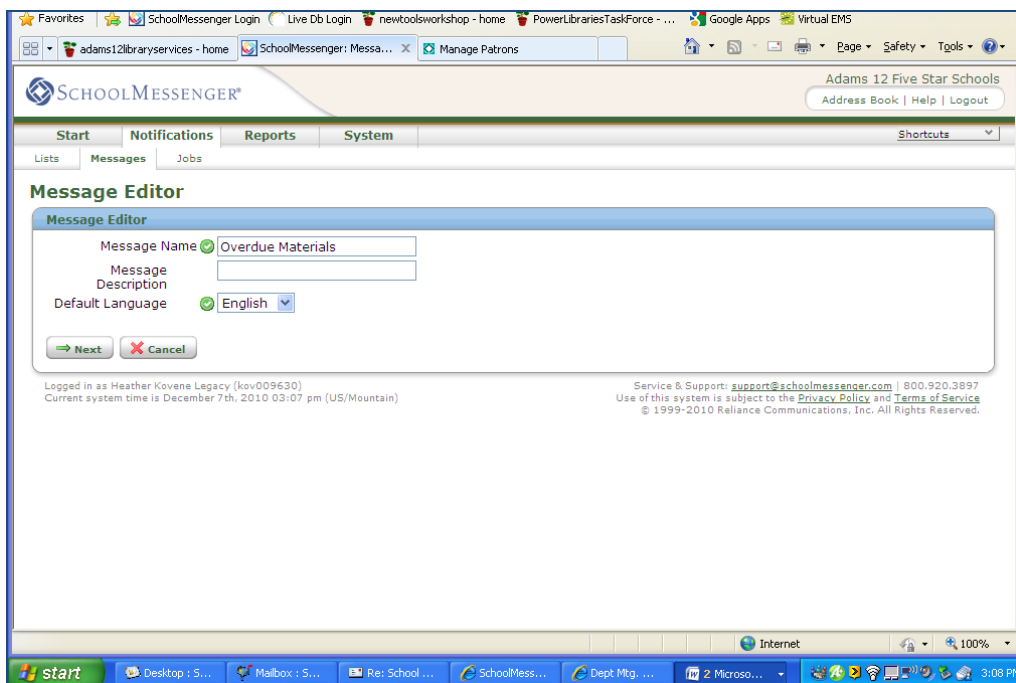 Favorites SchoolMessenger Login Live Db Login newtoolsworkshop - home PowerLibrariesTaskForce - ... Google Apps Virtual EMS
adams12libraryservices - home SchoolMessenger: Messa... X Manage Patrons Page Safety Tools
SCHOOLMESSENGER® Adams 12 Five Star Schools
Address Book | Help | Logout
Start Notifications Reports System Shortcuts
Lists Messages Jobs
Message Editor
Message Editor
Message Name Overdue Materials
Message
Description
Default Language English
Next Cancel
Logged in as Heather Kovene Legacy (kov009630) Service & Support: support@schoolmessenger.com | 800.920.3897
Current system time is December 7th, 2010 03:07 pm (US/Mountain) Use of this system is subject to the Privacy Policy and Terms of Service
© 1999-2010 Reliance Communications, Inc. All Rights Reserved.
Internet 100%
start Desktop : S... Mailbox : S... Re: School ... SchoolMess... Dept Mtg. ... 2 Microso... 3:08 PM